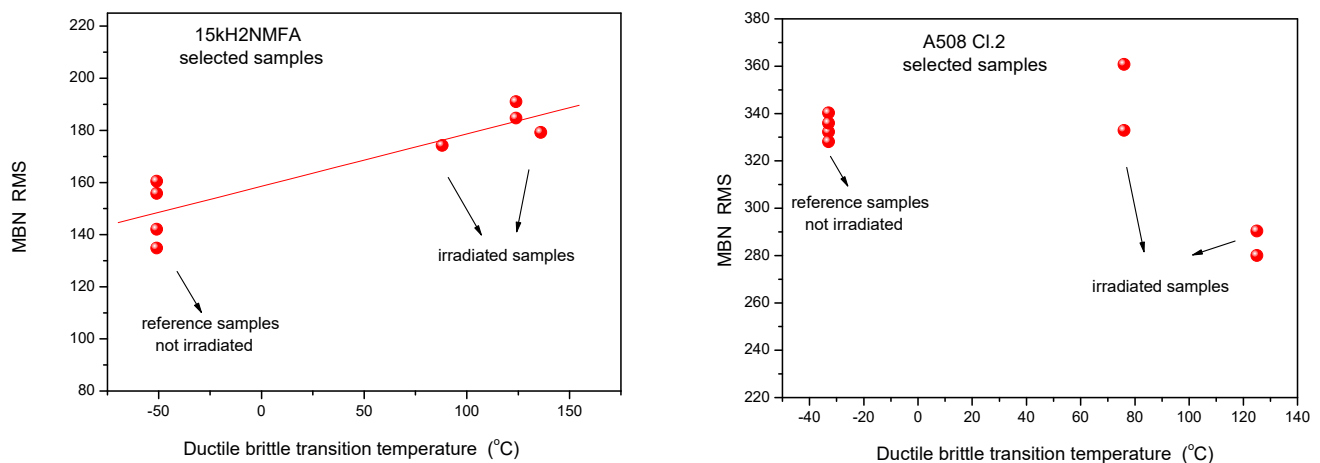 15kH2NMFA
selected samples
MBN RMS
220
200
180
160
140
120
100
80
irradiated samples
reference samples
not irradiated
-50 0 50 100 150
Ductile brittle transition temperature (°C)
A508 Cl.2
selected samples
MBN RMS
380
360
340
320
300
280
260
240
220
reference samples
not irradiated
irradiated samples
-40 -20 0 20 40 60 80 100 120 140
Ductile brittle transition temperature (°C)